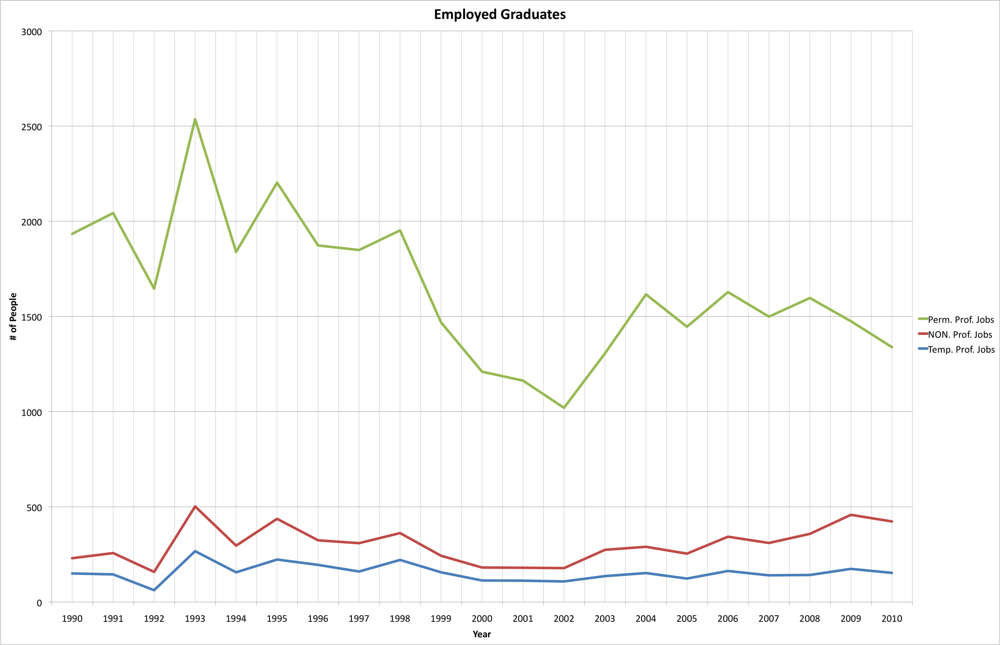 Employed Graduates
3000
2500
2000
1500
1000
500
0
# of People
1990 1991 1992 1993 1994 1995 1996 1997 1998 1999 2000 2001 2002 2003 2004 2005 2006 2007 2008 2009 2010
Year
Perm. Prof. Jobs
NON. Prof. Jobs
Temp. Prof. Jobs